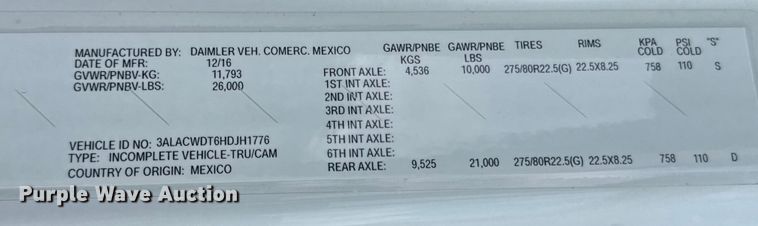 MANUFACTURED BY: DAIMLER VEH. COMERC. MEXICO
DATE OF MFR: 12/16
GVWR/PNBV-KG: 11,793
GVWR/PNBV-LBS: 26,000
VEHICLE ID NO: 3ALACWDT6HDJH1776
TYPE: INCOMPLETE VEHICLE-TRU/CAM
COUNTRY OF ORIGIN: MEXICO
GAWR/PNBE KGS GAWR/PNBE LBS TIRES RIMS KPA COLD PSI COLD "S"
FRONT AXLE: 4,536 10,000 275/80R22.5(G) 22.5X8.25 758 110 S
1ST INT AXLE:
2ND INT AXLE:
3RD INT AXLE:
4TH INT AXLE:
5TH INT AXLE:
6TH INT AXLE:
REAR AXLE: 9,525 21,000 275/80R22.5(G) 22.5X8.25 758 110 D
Purple Wave Auction